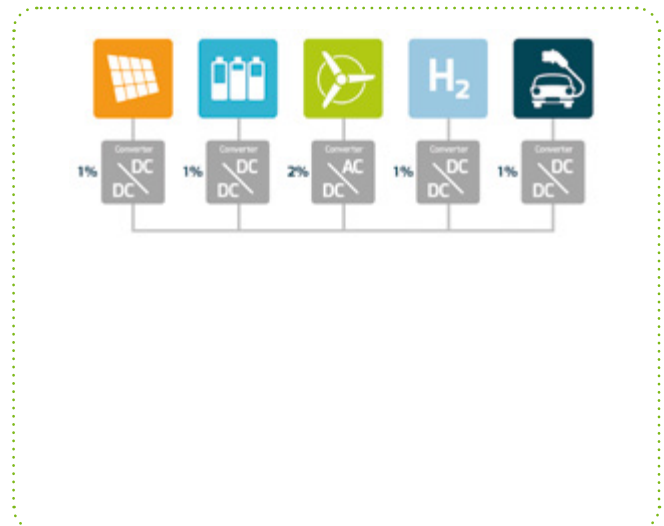 H2
Converter Converter Converter Converter Converter
1% DC 1% DC 2% AC 1% DC 1% DC
DC DC DC DC DC